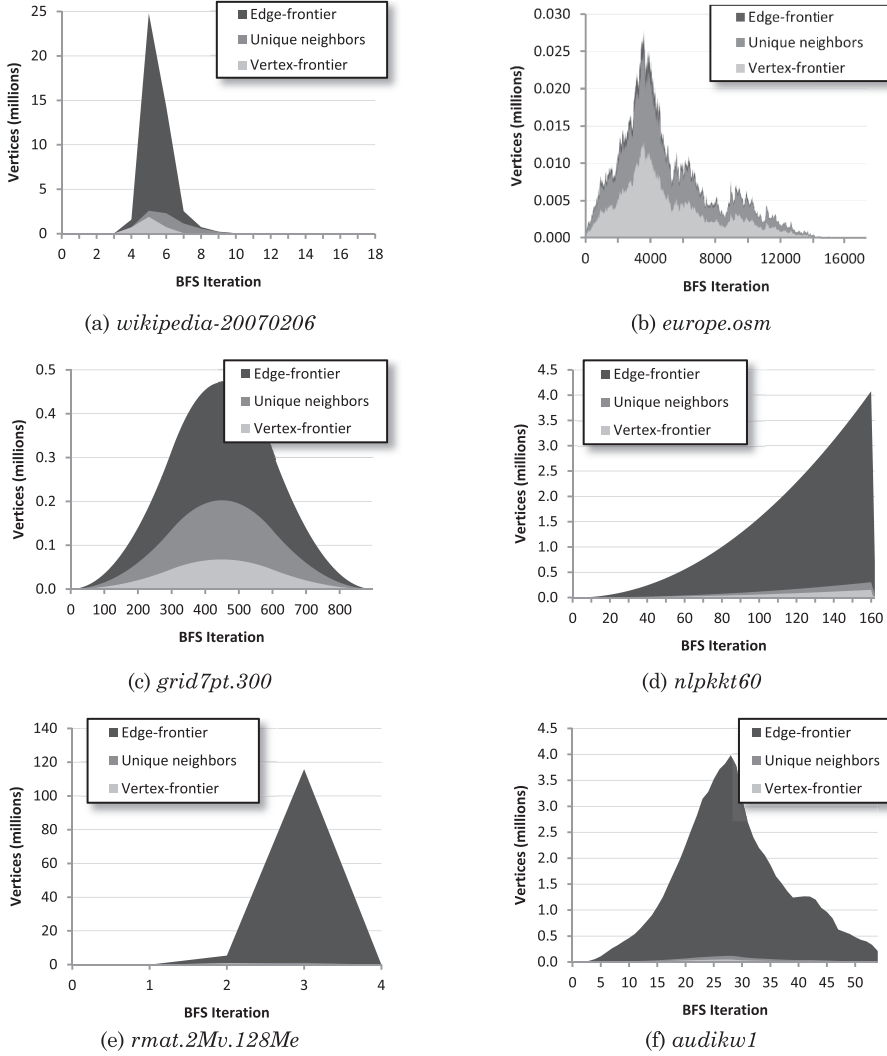 Edge-frontier
Unique neighbors
Vertex-frontier
Vertices (millions)
25
20
15
10
5
0
0 2 4 6 8 10 12 14 16 18
BFS Iteration
(a) wikipedia-20070206
Edge-frontier
Unique neighbors
Vertex-frontier
Vertices (millions)
0.030
0.025
0.020
0.015
0.010
0.005
0.000
0 4000 8000 12000 16000
BFS Iteration
(b) europe.osm
Edge-frontier
Unique neighbors
Vertex-frontier
Vertices (millions)
0.5
0.4
0.3
0.2
0.1
0.0
0 100 200 300 400 500 600 700 800
BFS Iteration
(c) grid7pt.300
Edge-frontier
Unique neighbors
Vertex-frontier
Vertices (millions)
4.5
4.0
3.5
3.0
2.5
2.0
1.5
1.0
0.5
0.0
0 20 40 60 80 100 120 140 160
BFS Iteration
(d) nlpkkt60
Edge-frontier
Unique neighbors
Vertex-frontier
Vertices (millions)
140
120
100
80
60
40
20
0
0 1 2 3 4
BFS Iteration
(e) rmat.2Mv.128Me
Edge-frontier
Unique neighbors
Vertex-frontier
Vertices (millions)
4.5
4.0
3.5
3.0
2.5
2.0
1.5
1.0
0.5
0.0
0 5 10 15 20 25 30 35 40 45 50
BFS Iteration
(f) audikw1